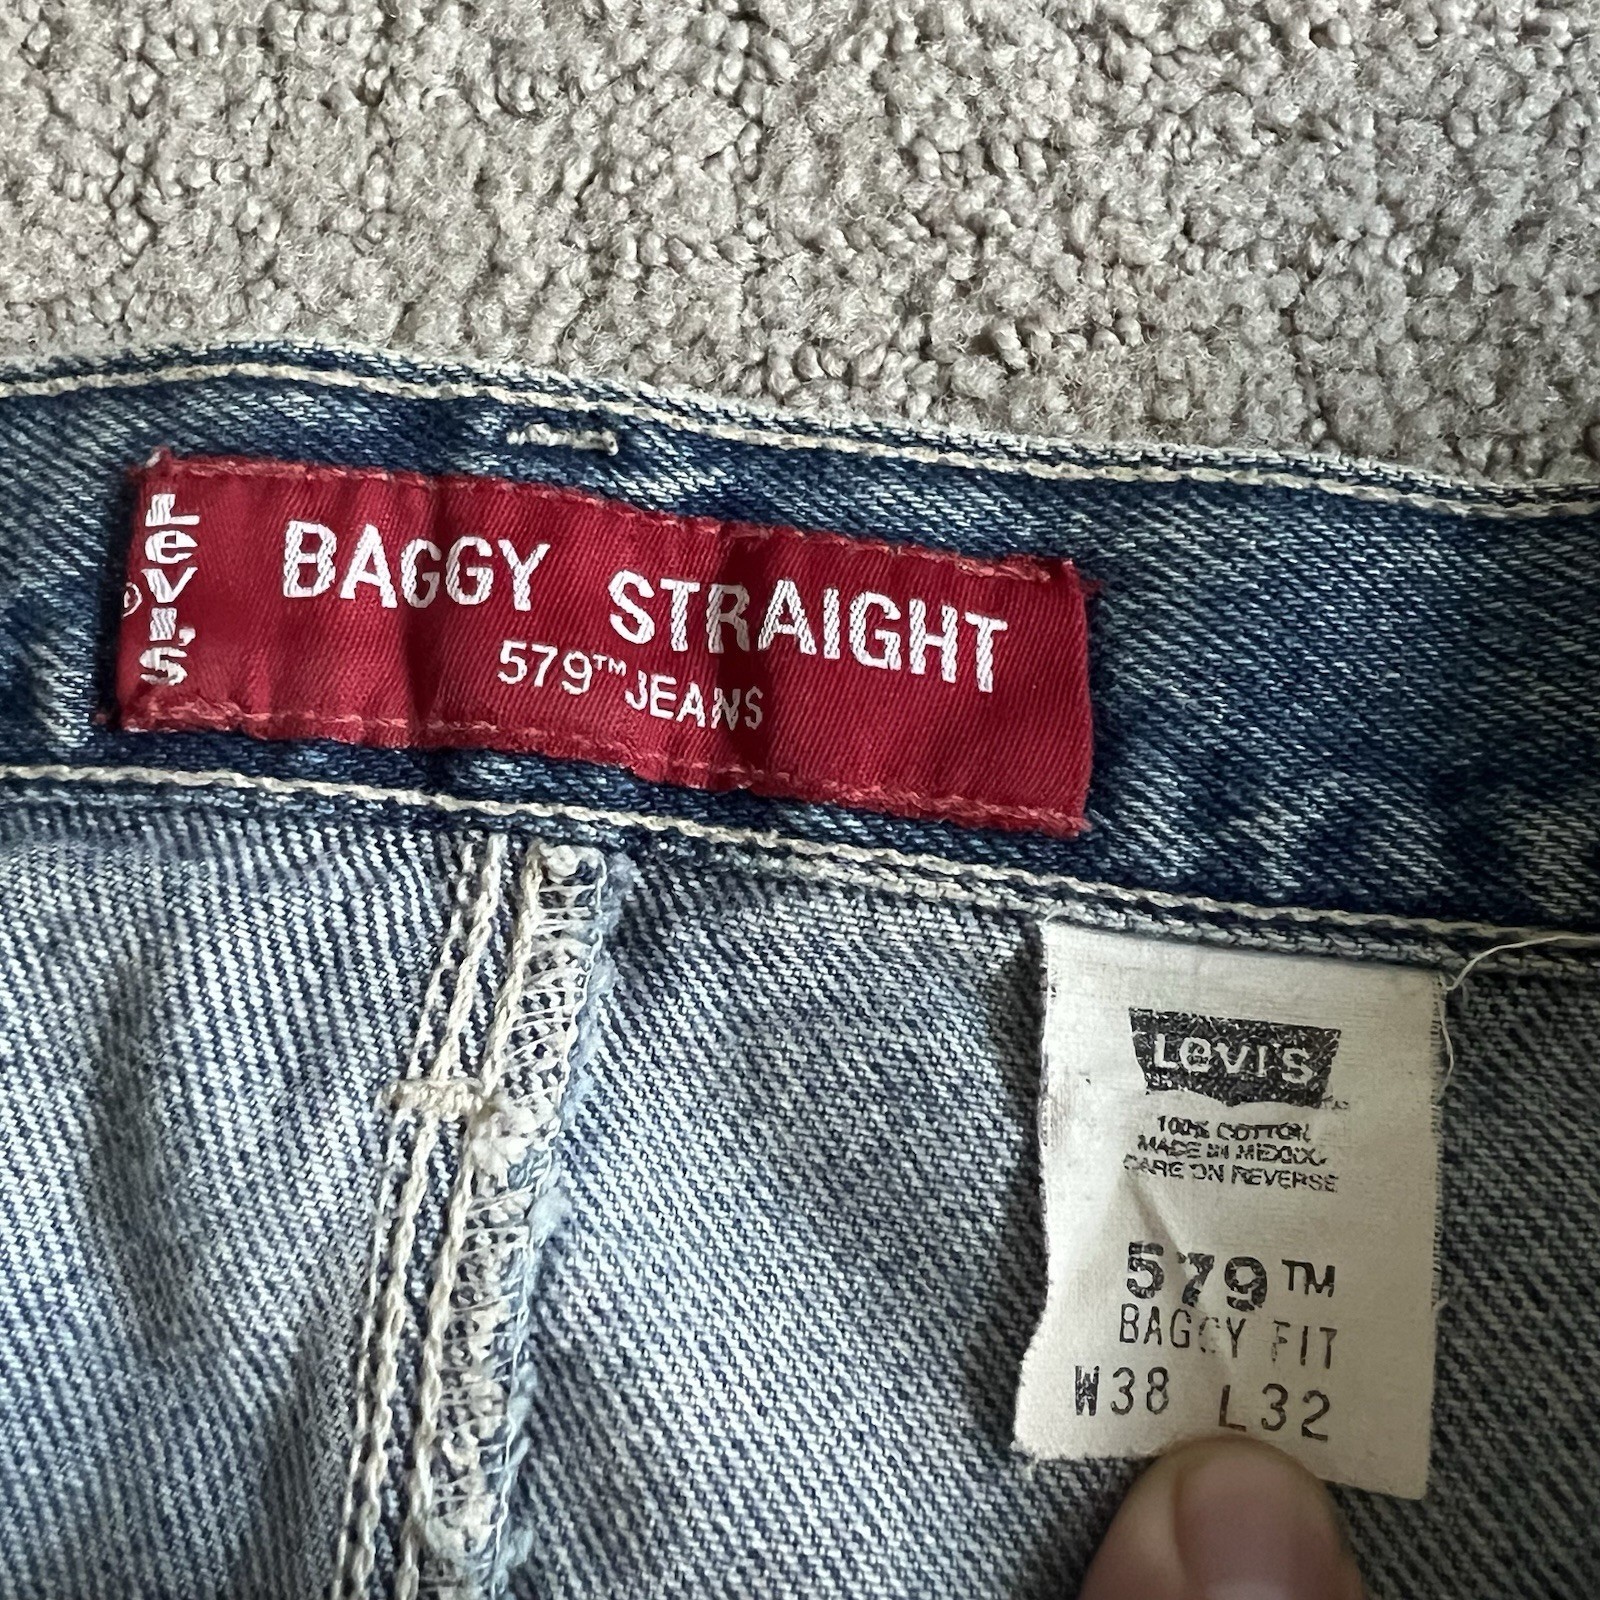 Levi's
®
BAGGY STRAIGHT
579™ JEANS
LEVI'S
100% COTTON
MADE IN MEXICO
CARE ON REVERSE
579™
BAGGY FIT
W38 L32